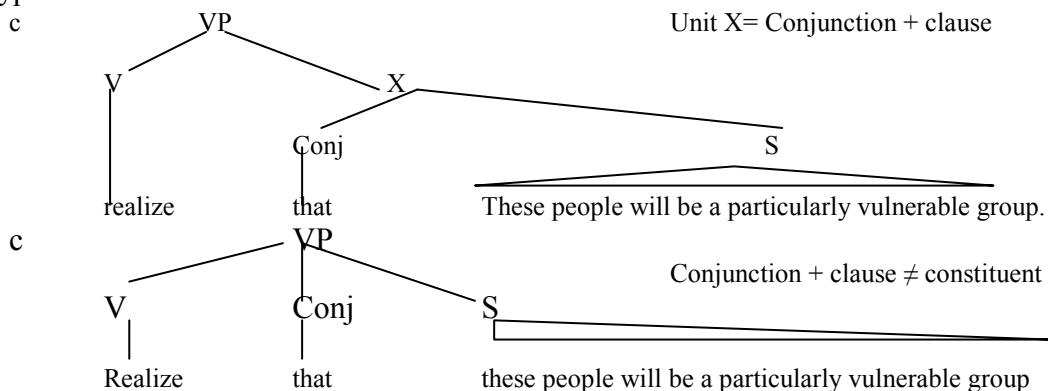 c VP Unit X= Conjunction + clause
V X
Conj S
realize that These people will be a particularly vulnerable group.
c VP
Conjunction + clause ≠ constituent
V Conj S
Realize that these people will be a particularly vulnerable group